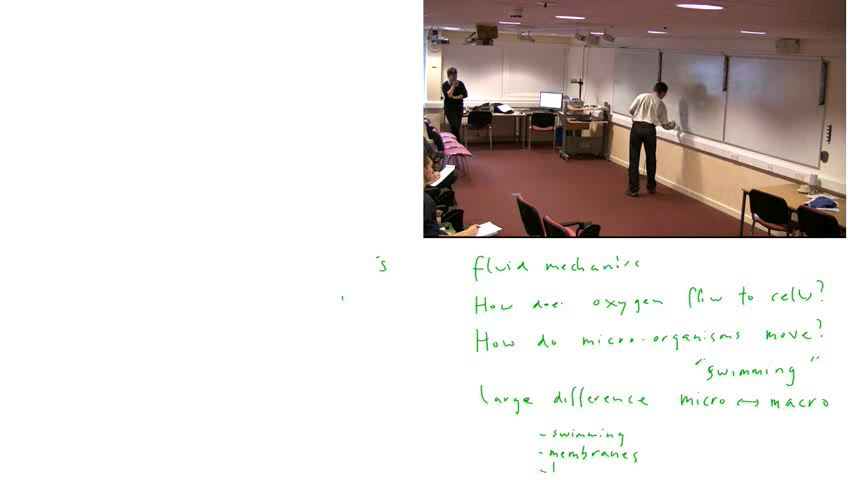 's
fluid mechanic
How does oxygen flow to cells?
How do micro-organisms move?
"swimming"
large difference micro ↔ macro
- swimming
- membranes
-